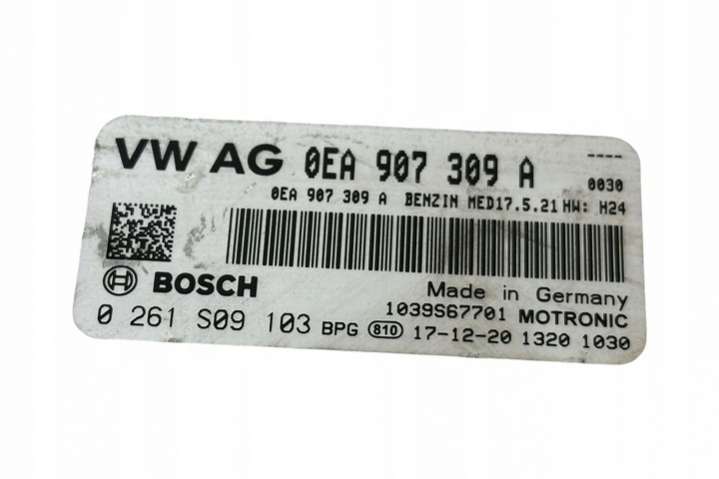 VW AG 0EA 907 309 A ----
0030
0EA 907 309 A BENZIN MED17.5.21 HW: H24
BOSCH Made in Germany
1039S67701 MOTRONIC
0 261 S09 103 BPG 810 17-12-20 1320 1030